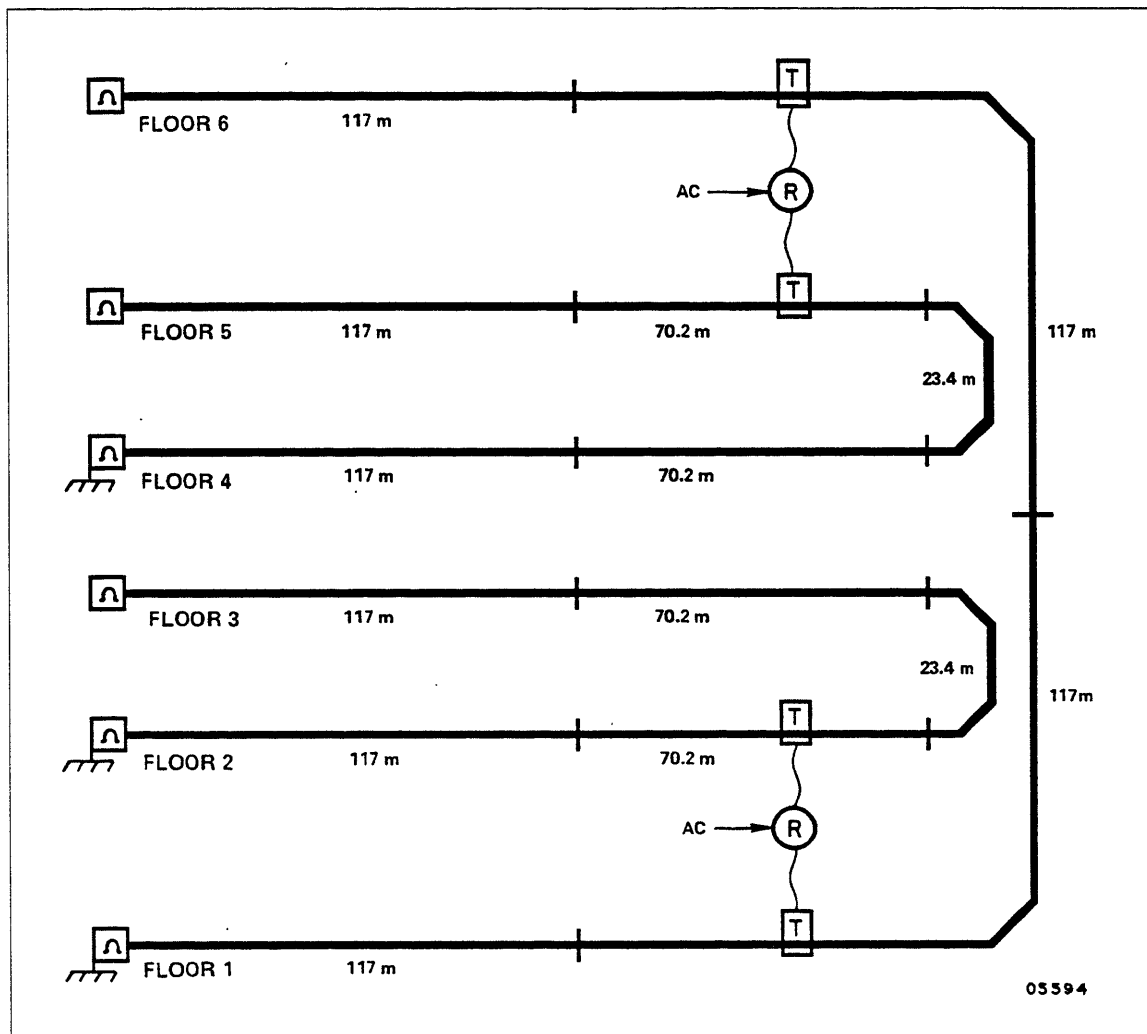 T
FLOOR 6
117 m
AC
R
T
FLOOR 5
117 m
70.2 m
117 m
23.4 m
FLOOR 4
117 m
70.2 m
FLOOR 3
117 m
70.2 m
23.4 m
117m
T
FLOOR 2
117 m
70.2 m
AC
R
T
FLOOR 1
117 m
05594